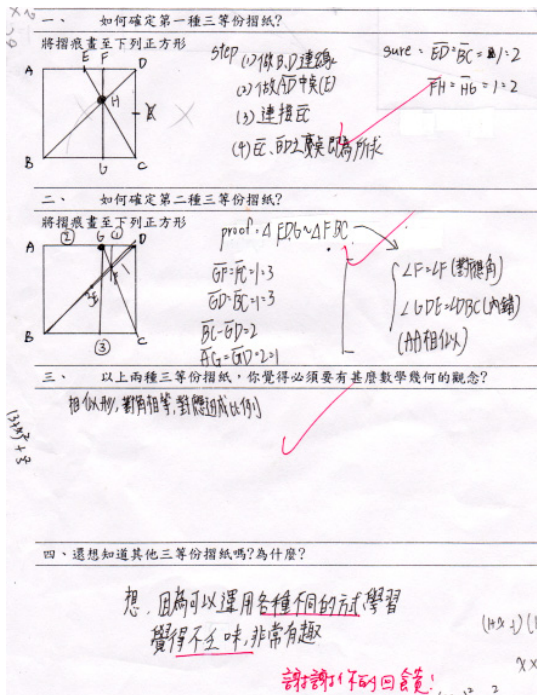 一、 如何確定第一種三等份摺紙?
將摺痕畫至下列正方形
A E F D
H
B G C
step (1) 做B.D連線
(2) 做AD中央(E)
(3) 連接EC
(4) EC、BD之交点即為所求
sure: ED:BC = 1:2
FH = HG = 1:2
二、 如何確定第二種三等份摺紙?
將摺痕畫至下列正方形
② G ① D
A
F
E
B C
③
proof: △FDG~△FBC
GF:FC=1:3
GD:BC=1:3
BC-GD=2
AG:GD=2:1
∠F=∠F (對頂角)
∠GDF=∠DBC (內錯)
(AA相似)
三、 以上兩種三等份摺紙,你覺得必須要有甚麼數學幾何的觀念?
相似形,對角相等,對應邊成比例
四、還想知道其他三等份摺紙嗎?為什麼?
想,因為可以運用各種不同的方式學習
覺得不乏味,非常有趣
謝謝你的回饋!